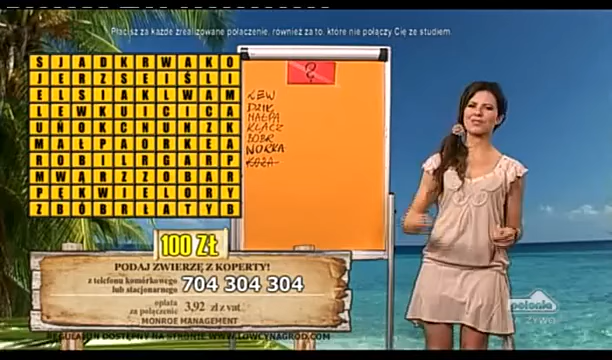 Płacisz za każde zrealizowane połączenie, również za to, które nie połączy Cię ze studiem.
S J A D K R W A K O
J E R Z S E I Ś L I
E L S I A K L W A M
L E W K U I C I C A
U Ń O K C N U N I K
M A Ł P A O R K E A
R O B I L R G A R P
M W Ą R Z Z O B A R
P Ę K W I E L O R Y
Z B Ó B R Ł A T Y B
?
LEW
DZIK
MAŁPA
KLACZ
BÓBR
NORKA
KOZA
100 ZŁ
PODAJ ZWIERZĘ Z KOPERTY!
z telefonu komórkowego
lub stacjonarnego
704 304 304
opłata
za połączenie
3,92 zł z vat
MONROE MANAGEMENT
REGULAMIN DOSTĘPNY NA STRONIE WWW.LOWCYNAGROD.COM
polonia
żywo